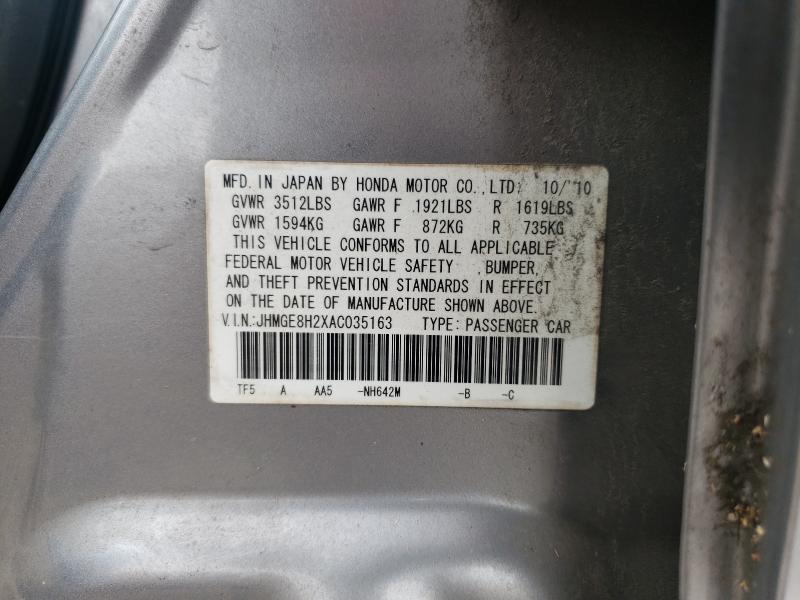 MFD. IN JAPAN BY HONDA MOTOR CO.,LTD. 10/10
GVWR 3512LBS GAWR F 1921LBS R 1619LBS
GVWR 1594KG GAWR F 872KG R 735KG
THIS VEHICLE CONFORMS TO ALL APPLICABLE
FEDERAL MOTOR VEHICLE SAFETY ,BUMPER,
AND THEFT PREVENTION STANDARDS IN EFFECT
ON THE DATE OF MANUFACTURE SHOWN ABOVE.
V.I.N.:JHMGE8H2XAC035163 TYPE: PASSENGER CAR
TF5 A AA5 -NH642M -B -C